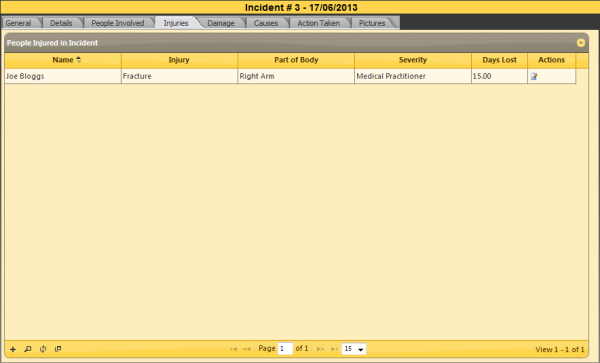 Incident # 3 - 17/06/2013
General Details People Involved Injuries Damage Causes Action Taken Pictures
People Injured in Incident
Name Injury Part of Body Severity Days Lost Actions
Joe Bloggs Fracture Right Arm Medical Practitioner 15.00
Page 1 of 1 15 View 1 - 1 of 1